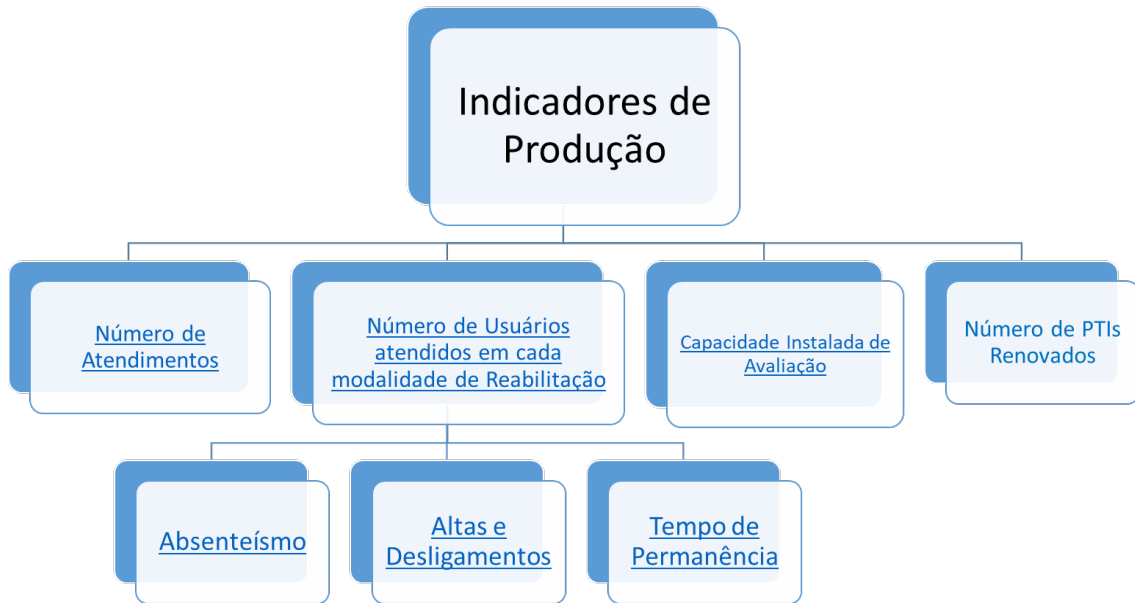 Indicadores de
Produção
Número de
Atendimentos
Número de Usuários
atendidos em cada
modalidade de Reabilitação
Capacidade Instalada de
Avaliação
Número de PTIs
Renovados
Absenteísmo
Altas e
Desligamentos
Tempo de
Permanência